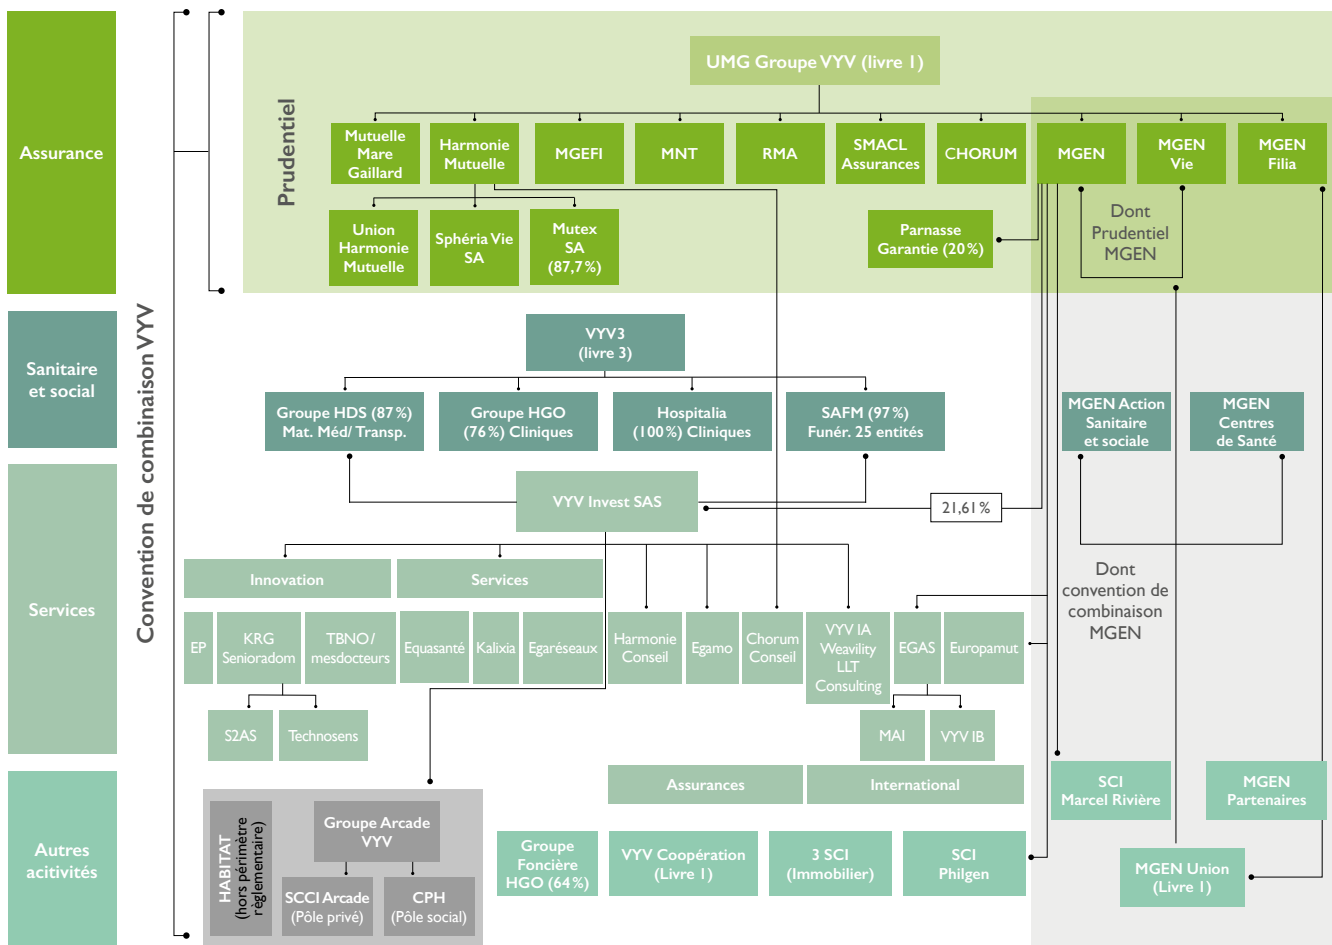 Assurance
Sanitaire
et social
Services
Autres
acitivités
Convention de combinaison VYV
Prudentiel
UMG Groupe VYV (livre 1)
Mutuelle
Mare
Gaillard
Harmonie
Mutuelle
MGEFI
MNT
RMA
SMACL
Assurances
CHORUM
MGEN
MGEN
Vie
MGEN
Filia
Union
Harmonie
Mutuelle
Sphéria Vie
SA
Mutex
SA
(87,7%)
Parnasse
Garantie (20%)
Dont
Prudentiel
MGEN
VYV3
(livre 3)
Groupe HDS (87%)
Mat. Méd/ Transp.
Groupe HGO
(76%) Cliniques
Hospitalia
(100%) Cliniques
SAFM (97%)
Funér. 25 entités
MGEN Action
Sanitaire
et sociale
MGEN
Centres
de Santé
VYV Invest SAS
21,61%
Dont
convention de
combinaison
MGEN
Innovation
Services
EP
KRG
Senioradom
TBNO/
mesdocteurs
Equasanté
Kalixia
Egaréseaux
Harmonie
Conseil
Egamo
Chorum
Conseil
VYV IA
Weavility
LLT
Consulting
EGAS
Europamut
S2AS
Technosens
MAI
VYV IB
Assurances
International
SCI
Marcel Rivière
MGEN
Partenaires
HABITAT
(hors périmètre
règlementaire)
Groupe Arcade
VYV
SCCI Arcade
(Pôle privé)
CPH
(Pôle social)
Groupe
Foncière
HGO (64%)
VYV Coopération
(Livre 1)
3 SCI
(Immobilier)
SCI
Philgen
MGEN Union
(Livre 1)